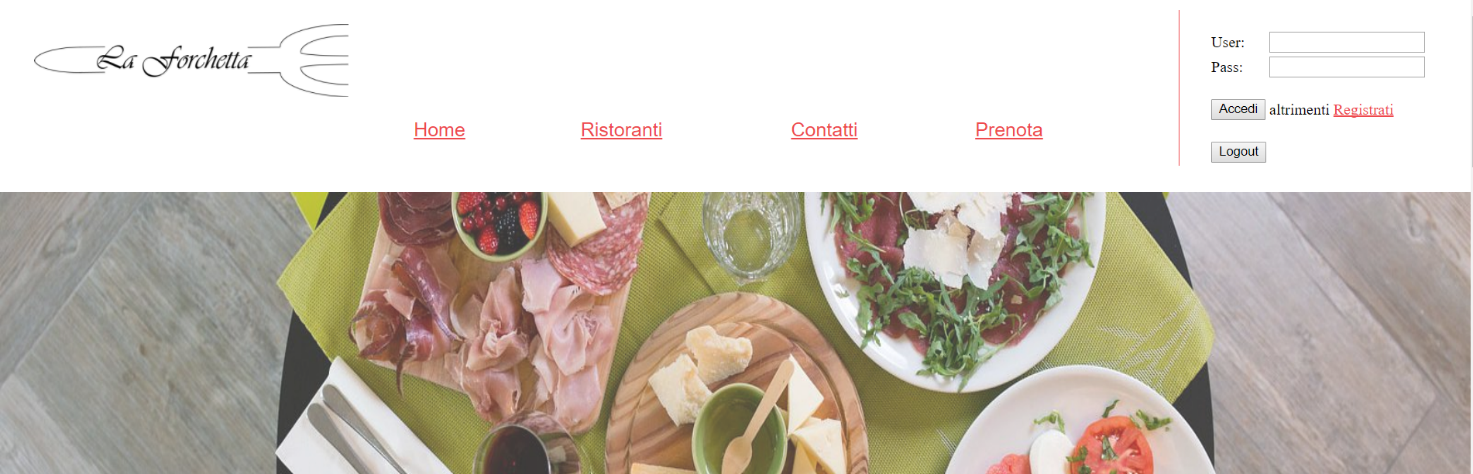 La Forchetta
User:
Pass:
Accedi altrimenti Registrati
Logout
Home Ristoranti Contatti Prenota